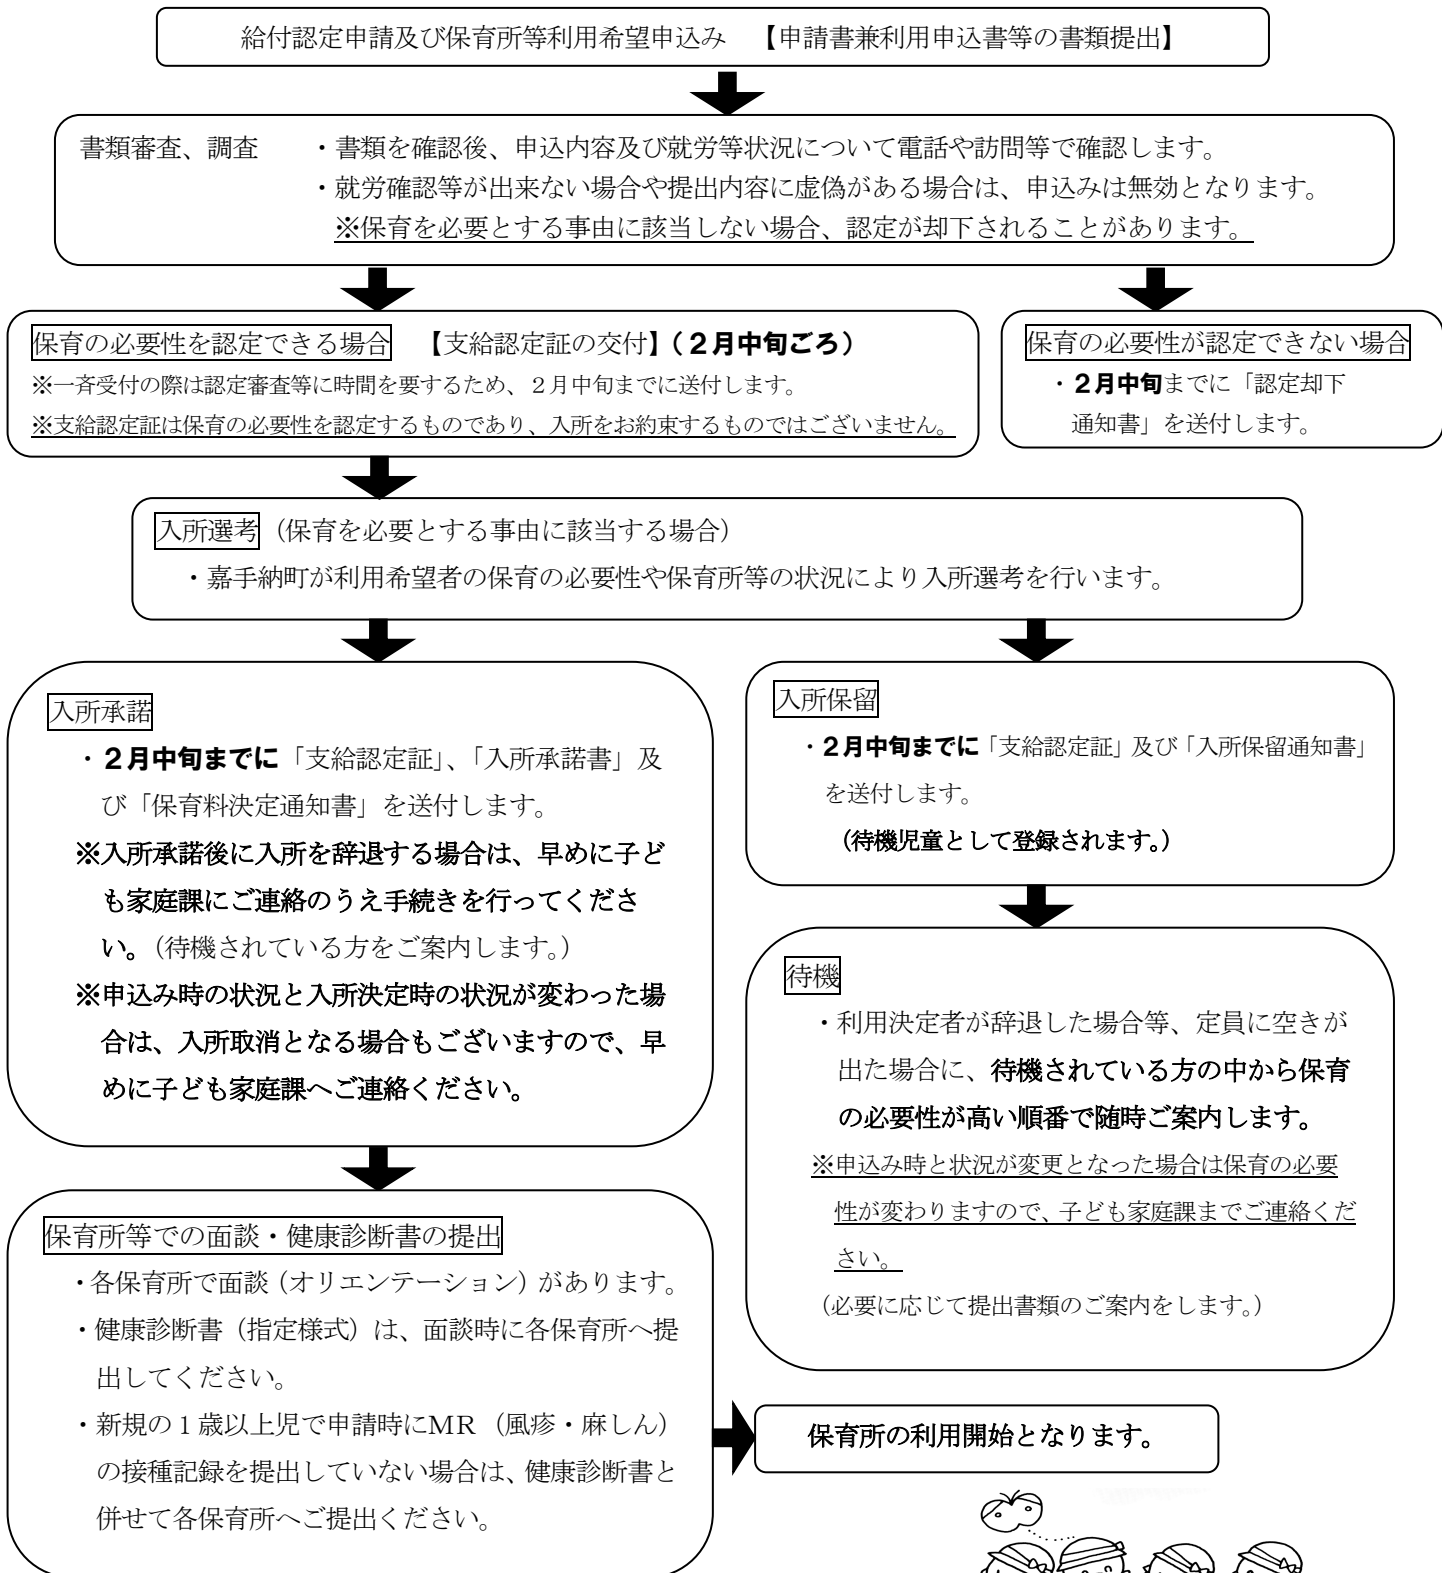 給付認定申請及び保育所等利用希望申込み　【申請書兼利用申込書等の書類提出】
書類審査、調査　・書類を確認後、申込内容及び就労等状況について電話や訪問等で確認します。
・就労確認等が出来ない場合や提出内容に虚偽がある場合は、申込みは無効となります。
※保育を必要とする事由に該当しない場合、認定が却下されることがあります。
保育の必要性を認定できる場合　【支給認定証の交付】（２月中旬ごろ）
※一斉受付の際は認定審査等に時間を要するため、２月中旬までに送付します。
※支給認定証は保育の必要性を認定するものであり、入所をお約束するものではございません。
保育の必要性が認定できない場合
・２月中旬までに「認定却下
通知書」を送付します。
入所選考（保育を必要とする事由に該当する場合）
・嘉手納町が利用希望者の保育の必要性や保育所等の状況により入所選考を行います。
入所承諾
・２月中旬までに「支給認定証」、「入所承諾書」及
び「保育料決定通知書」を送付します。
※入所承諾後に入所を辞退する場合は、早めに子ど
も家庭課にご連絡のうえ手続きを行ってくださ
い。（待機されている方をご案内します。）
※申込み時の状況と入所決定時の状況が変わった場
合は、入所取消となる場合もございますので、早
めに子ども家庭課へご連絡ください。
入所保留
・２月中旬までに「支給認定証」及び「入所保留通知書」
を送付します。
（待機児童として登録されます。）
待機
・利用決定者が辞退した場合等、定員に空きが
出た場合に、待機されている方の中から保育
の必要性が高い順番で随時ご案内します。
※申込み時と状況が変更となった場合は保育の必要
性が変わりますので、子ども家庭課までご連絡くだ
さい。
（必要に応じて提出書類のご案内をします。）
保育所等での面談・健康診断書の提出
・各保育所で面談（オリエンテーション）があります。
・健康診断書（指定様式）は、面談時に各保育所へ提
出してください。
・新規の１歳以上児で申請時にMR（風疹・麻しん）
の接種記録を提出していない場合は、健康診断書と
併せて各保育所へご提出ください。
保育所の利用開始となります。